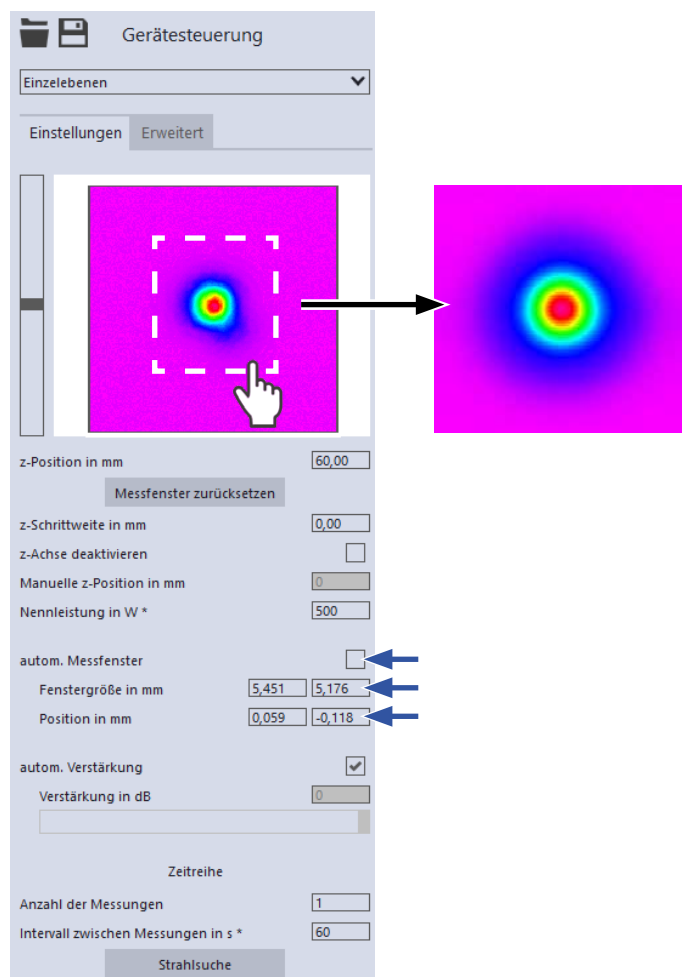 Gerätesteuerung
Einzelebenen
Einstellungen Erweitert
z-Position in mm 60,00
Messfenster zurücksetzen
z-Schrittweite in mm 0,00
z-Achse deaktivieren
Manuelle z-Position in mm 0
Nennleistung in W * 500
autom. Messfenster
Fenstergröße in mm 5,451 5,176
Position in mm 0,059 -0,118
autom. Verstärkung
Verstärkung in dB 0
Zeitreihe
Anzahl der Messungen 1
Intervall zwischen Messungen in s * 60
Strahlsuche